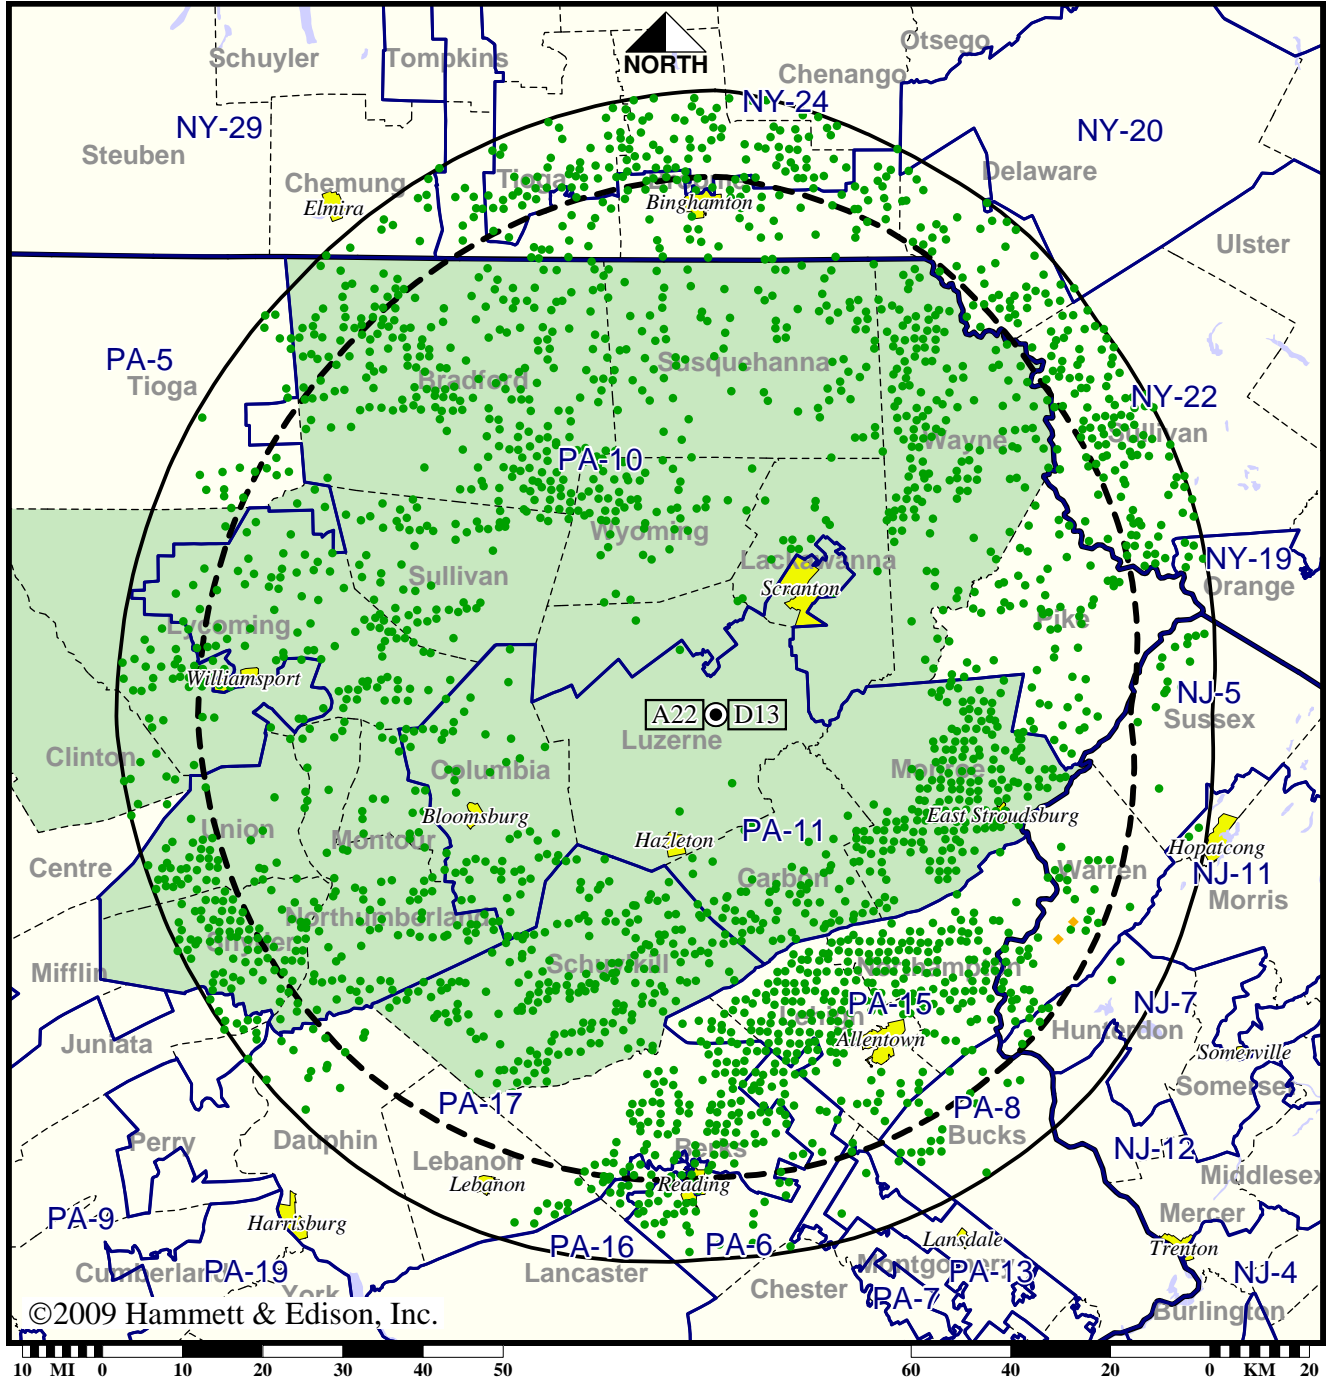 Otsego
Schuyler
Tompkins
NORTH
Chenango
NY-24
NY-29
NY-20
Steuben
Delaware
Chemung
Tioga
Broome
Elmira
Binghamton
Ulster
PA-5
Tioga
Susquehanna
Bradford
NY-22
Sullivan
Wayne
PA-10
Wyoming
Lackawanna
NY-19
Sullivan
Scranton
Orange
Lycoming
Pike
Williamsport
NJ-5
A22
D13
Sussex
Luzerne
Clinton
Columbia
Monroe
Bloomsburg
East Stroudsburg
Union
Montour
PA-11
Hazleton
Hopatcong
Centre
Warren
NJ-11
Carbon
Morris
Northumberland
Snyder
Schuylkill
Northampton
Mifflin
PA-15
NJ-7
Lehigh
Hunterdon
Allentown
Juniata
Somerville
Somerset
PA-17
PA-8
Bucks
Perry
Dauphin
Berks
NJ-12
Lebanon
Middlesex
Lebanon
Reading
PA-9
Harrisburg
Mercer
Lansdale
PA-16
PA-6
Trenton
Cumberland
PA-19
Lancaster
Montgomery
PA-13
NJ-4
York
Chester
PA-7
Burlington
©2009 Hammett & Edison, Inc.
10 MI 0 10 20 30 40 50 60 40 20 0 KM 20